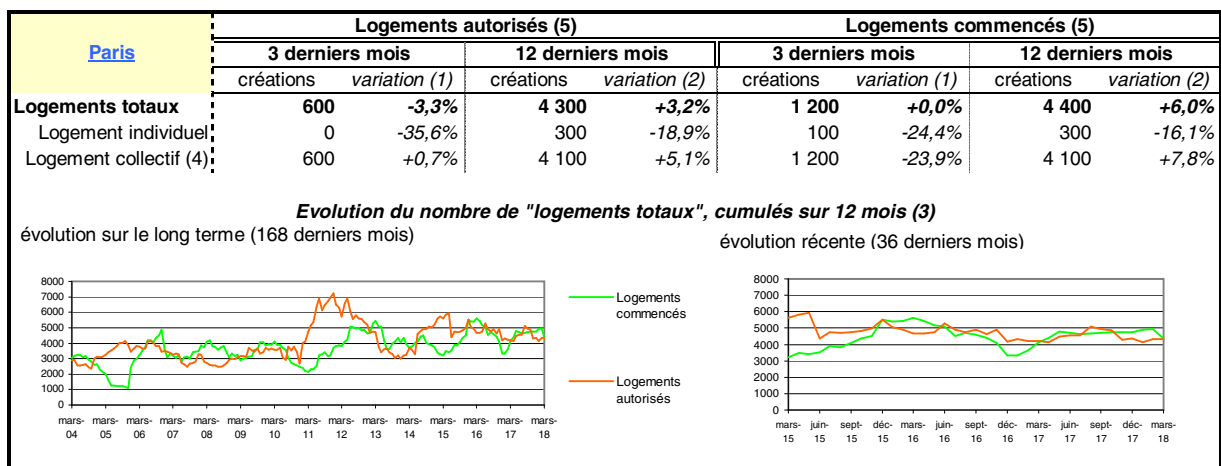 Paris
Logements autorisés (5) Logements commencés (5)
3 derniers mois 12 derniers mois 3 derniers mois 12 derniers mois
créations variation (1) créations variation (2) créations variation (1) créations variation (2)
Logements totaux 600 -3,3% 4 300 +3,2% 1 200 +0,0% 4 400 +6,0%
Logement individuel 0 -35,6% 300 -18,9% 100 -24,4% 300 -16,1%
Logement collectif (4) 600 +0,7% 4 100 +5,1% 1 200 -23,9% 4 100 +7,8%
Evolution du nombre de "logements totaux", cumulés sur 12 mois (3)
évolution sur le long terme (168 derniers mois)
8000
7000
6000
5000
4000
3000
2000
1000
0
mars- mars- mars- mars- mars- mars- mars- mars- mars- mars- mars- mars- mars- mars- mars-
04 05 06 07 08 09 10 11 12 13 14 15 16 17 18
Logements
commencés
Logements
autorisés
évolution récente (36 derniers mois)
8000
7000
6000
5000
4000
3000
2000
1000
0
mars- juin- sept- déc- mars- juin- sept- déc- mars- juin- sept- déc- mars-
15 15 15 15 16 16 16 16 17 17 17 17 18